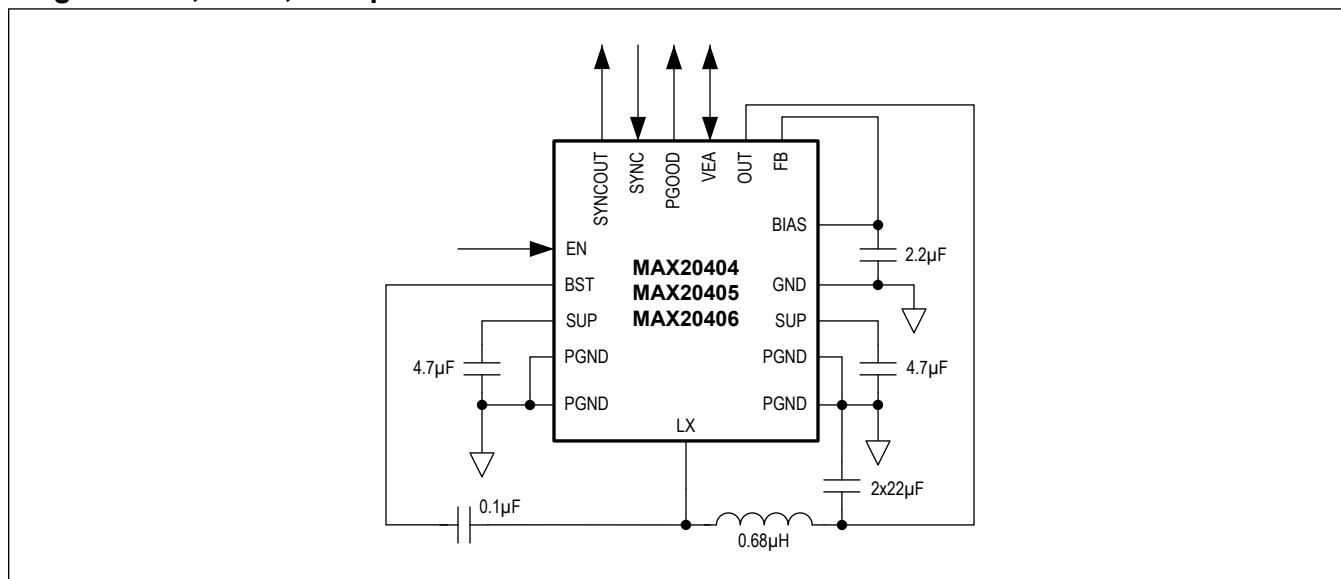 SYNCOUT
SYNC
PGOOD
VEA
OUT
FB
EN
BST
SUP
PGND
PGND
MAX20404
MAX20405
MAX20406
BIAS
GND
SUP
PGND
PGND
LX
2.2µF
4.7µF
4.7µF
2x22µF
0.1µF
0.68µH